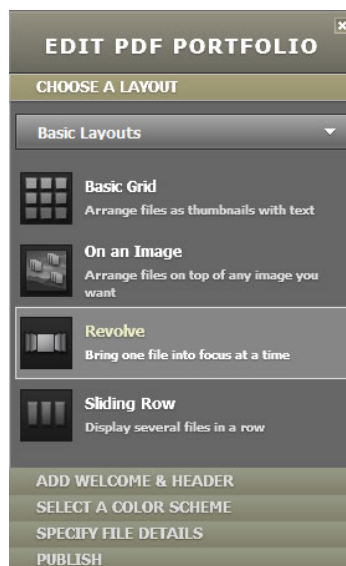 EDIT PDF PORTFOLIO
CHOOSE A LAYOUT
Basic Layouts
Basic Grid
Arrange files as thumbnails with text
On an Image
Arrange files on top of any image you
want
Revolve
Bring one file into focus at a time
Sliding Row
Display several files in a row
ADD WELCOME & HEADER
SELECT A COLOR SCHEME
SPECIFY FILE DETAILS
PUBLISH